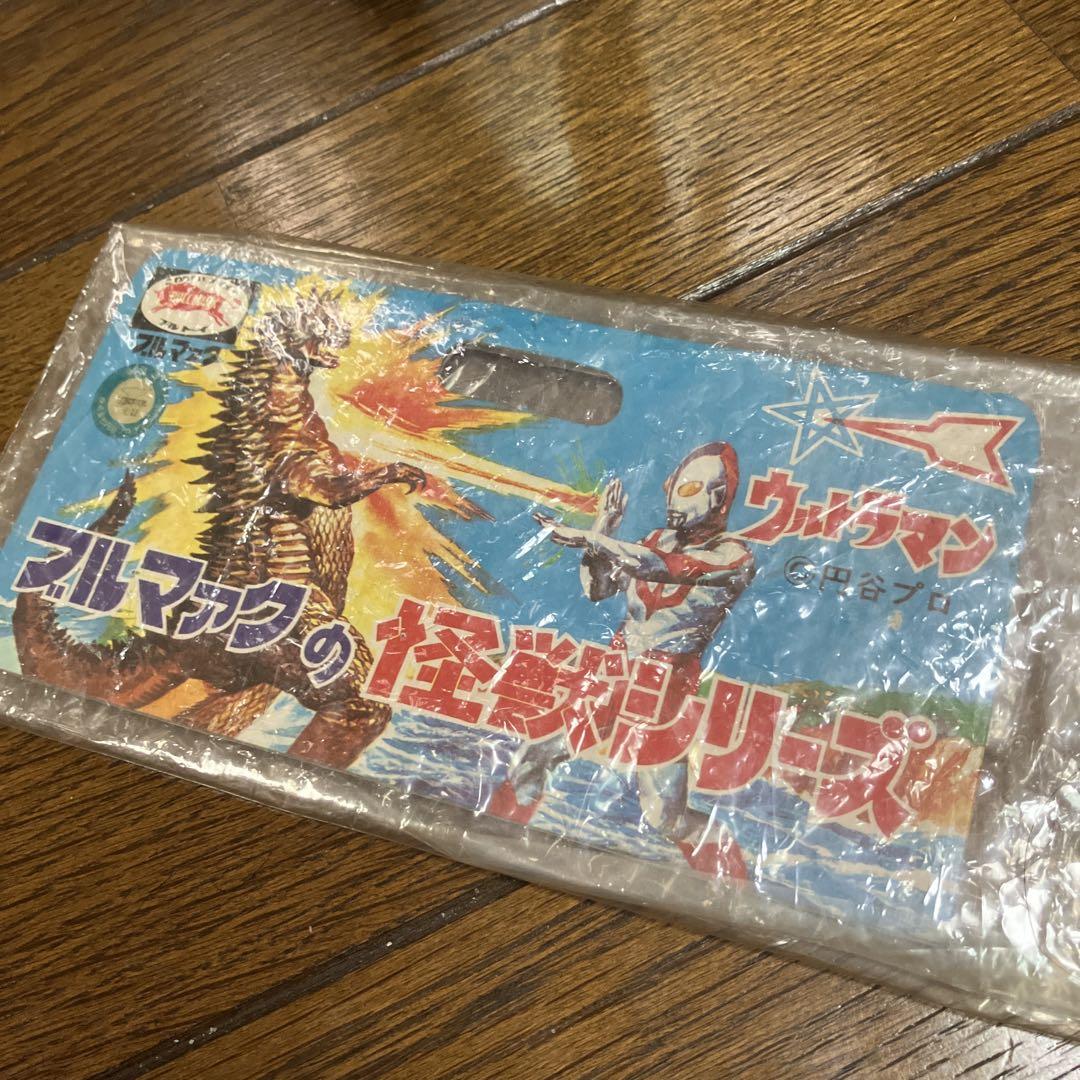 ブルマァク
ウルトラマン
©円谷プロ
ブルマァクの
怪獣シリーズ